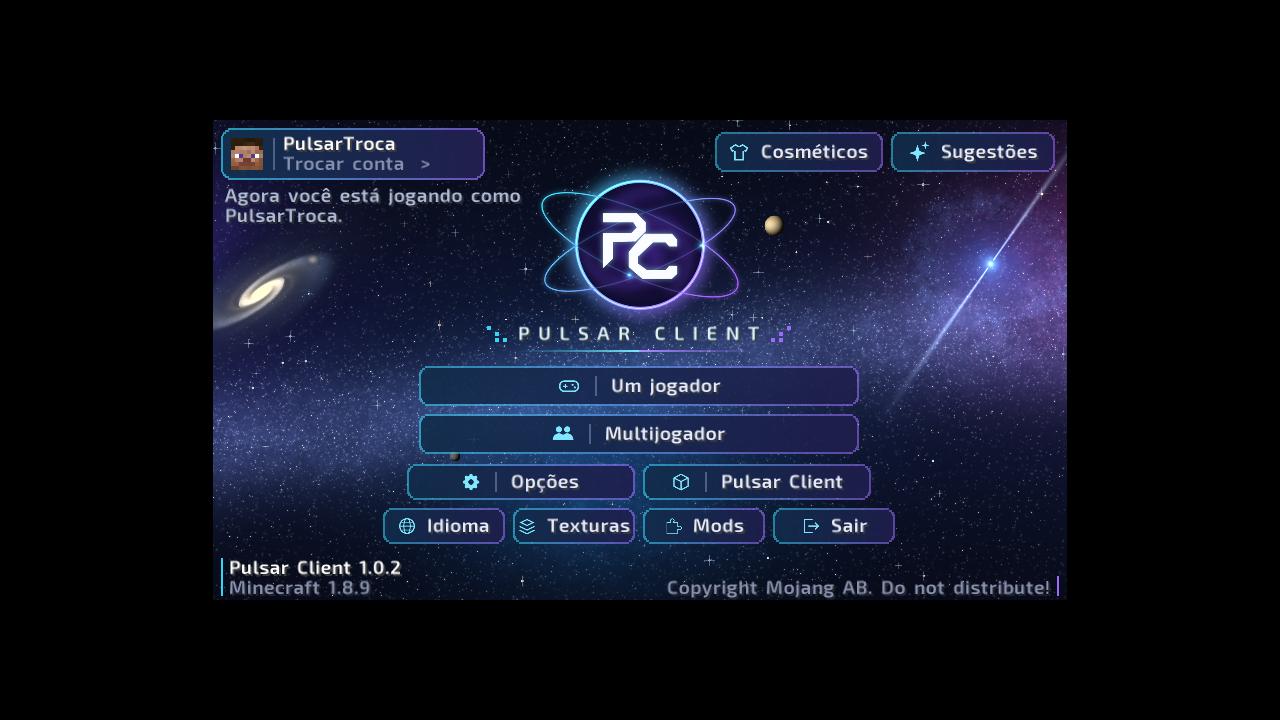 PulsarTroca
Trocar conta >
Cosméticos
Sugestões
Agora você está jogando como
PulsarTroca.
PC
PULSAR CLIENT
Um jogador
Multijogador
Opções
Pulsar Client
Idioma
Texturas
Mods
Sair
Pulsar Client 1.0.2
Minecraft 1.8.9
Copyright Mojang AB. Do not distribute!